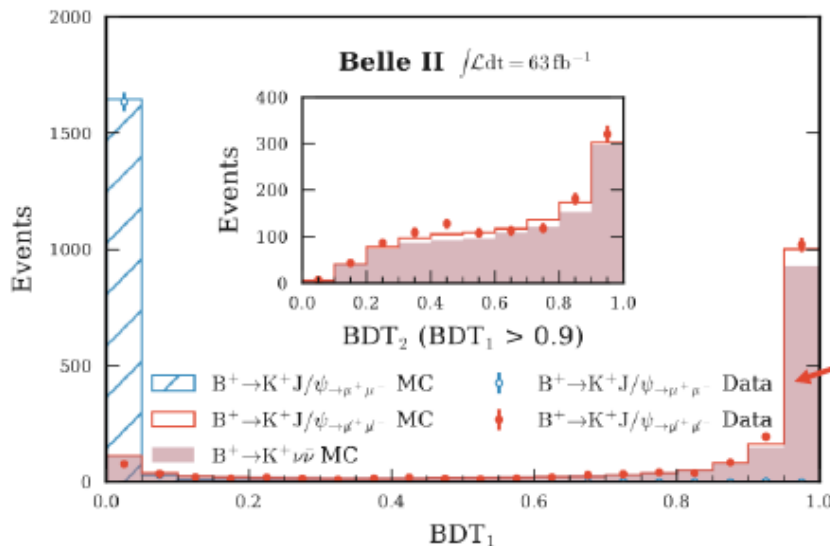 2000
1500
1000
500
0
Events
Belle II ∫ℒdt = 63 fb⁻¹
400
300
200
100
0
Events
0.0 0.2 0.4 0.6 0.8 1.0
BDT₂ (BDT₁ > 0.9)
B⁺→K⁺J/ψ→μ⁺μ⁻ MC
B⁺→K⁺J/ψ→μ̸⁺μ̸⁻ MC
B⁺→K⁺νν̄ MC
B⁺→K⁺J/ψ→μ⁺μ⁻ Data
B⁺→K⁺J/ψ→μ̸⁺μ̸⁻ Data
0.0 0.2 0.4 0.6 0.8 1.0
BDT₁